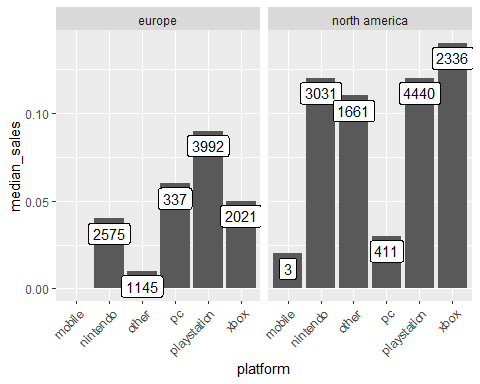 europe
north america
median_sales
0.10
0.05
0.00
2575
1145
337
3992
2021
3
3031
1661
411
4440
2336
mobile
nintendo
other
pc
playstation
xbox
mobile
nintendo
other
pc
playstation
xbox
platform